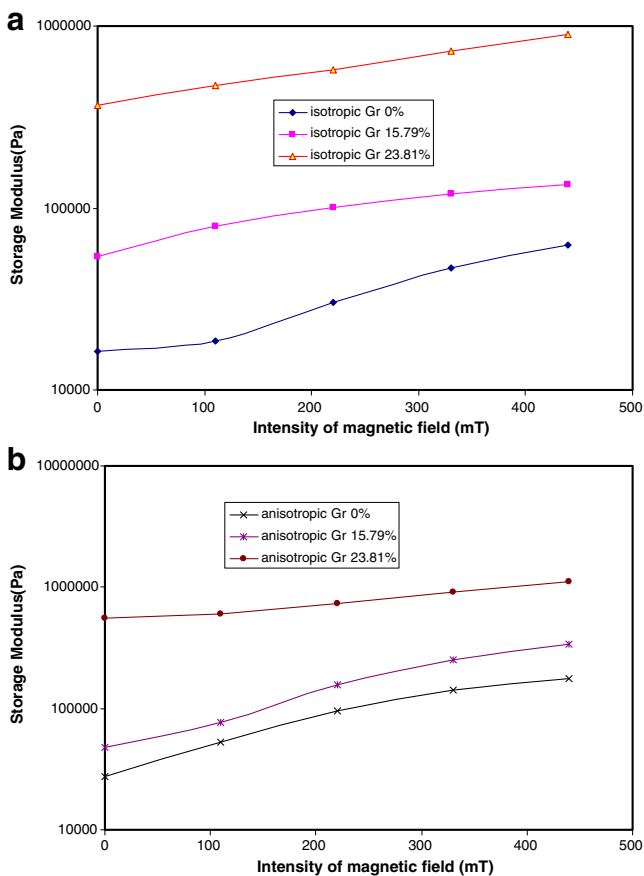 a
1000000
100000
10000
Storage Modulus(Pa)
isotropic Gr 0%
isotropic Gr 15.79%
isotropic Gr 23.81%
0 100 200 300 400 500
Intensity of magnetic field (mT)
b
10000000
1000000
100000
10000
Storage Modulus(Pa)
anisotropic Gr 0%
anisotropic Gr 15.79%
anisotropic Gr 23.81%
0 100 200 300 400 500
Intensity of magnetic field (mT)